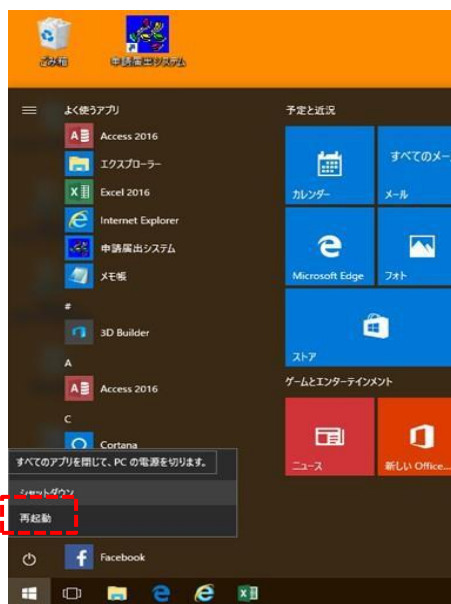 ごみ箱
申請届出システム
よく使うアプリ
Access 2016
エクスプローラー
Excel 2016
Internet Explorer
申請届出システム
メモ帳
#
3D Builder
A
Access 2016
C
Cortana
すべてのアプリを閉じて、PC の電源を切ります。
シャットダウン
再起動
Facebook
予定と近況
カレンダー
すべてのメー
メール
Microsoft Edge
フォト
ストア
ゲームとエンターテインメント
ニュース
新しい Office...